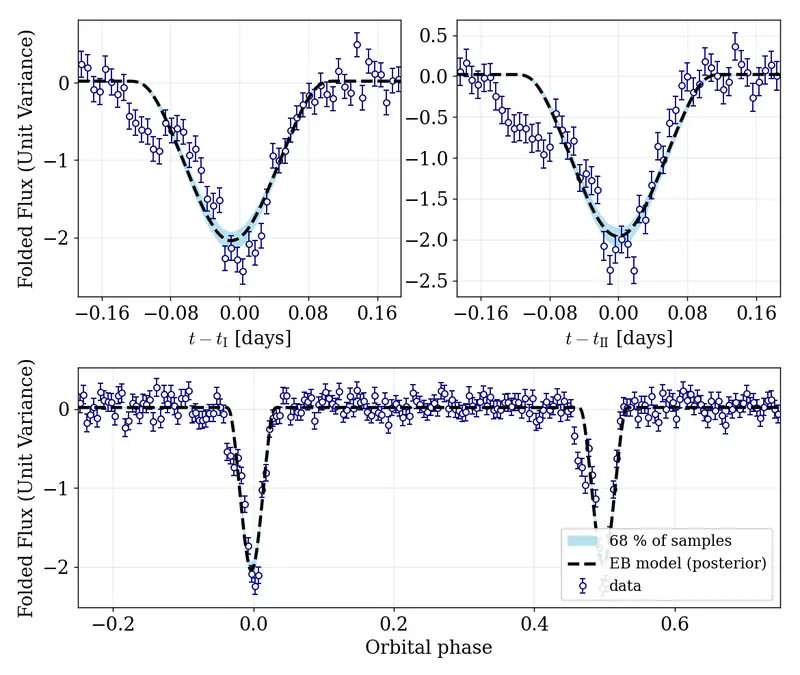 Folded Flux (Unit Variance)
0
−1
−2
−0.16 −0.08 0.00 0.08 0.16
t − tI [days]
0.5
0.0
−0.5
−1.0
−1.5
−2.0
−2.5
−0.16 −0.08 0.00 0.08 0.16
t − tII [days]
Folded Flux (Unit Variance)
0
−1
−2
68 % of samples
EB model (posterior)
data
−0.2 0.0 0.2 0.4 0.6
Orbital phase